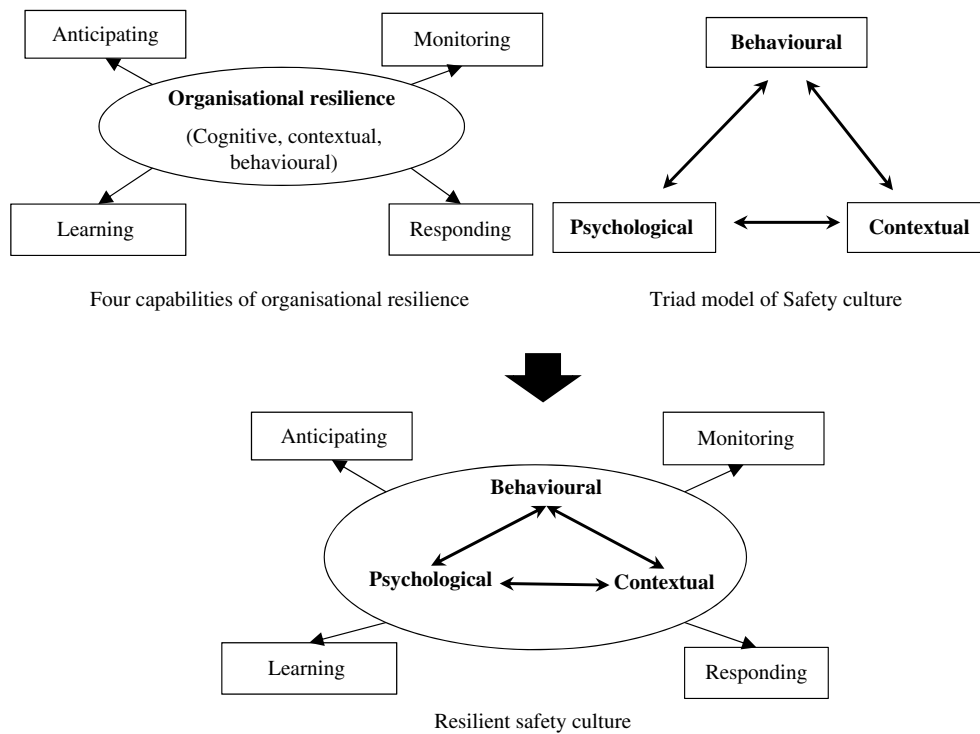 Anticipating
Monitoring
Organisational resilience
(Cognitive, contextual,
behavioural)
Learning
Responding
Four capabilities of organisational resilience
Behavioural
Psychological
Contextual
Triad model of Safety culture
Anticipating
Monitoring
Behavioural
Psychological
Contextual
Learning
Responding
Resilient safety culture